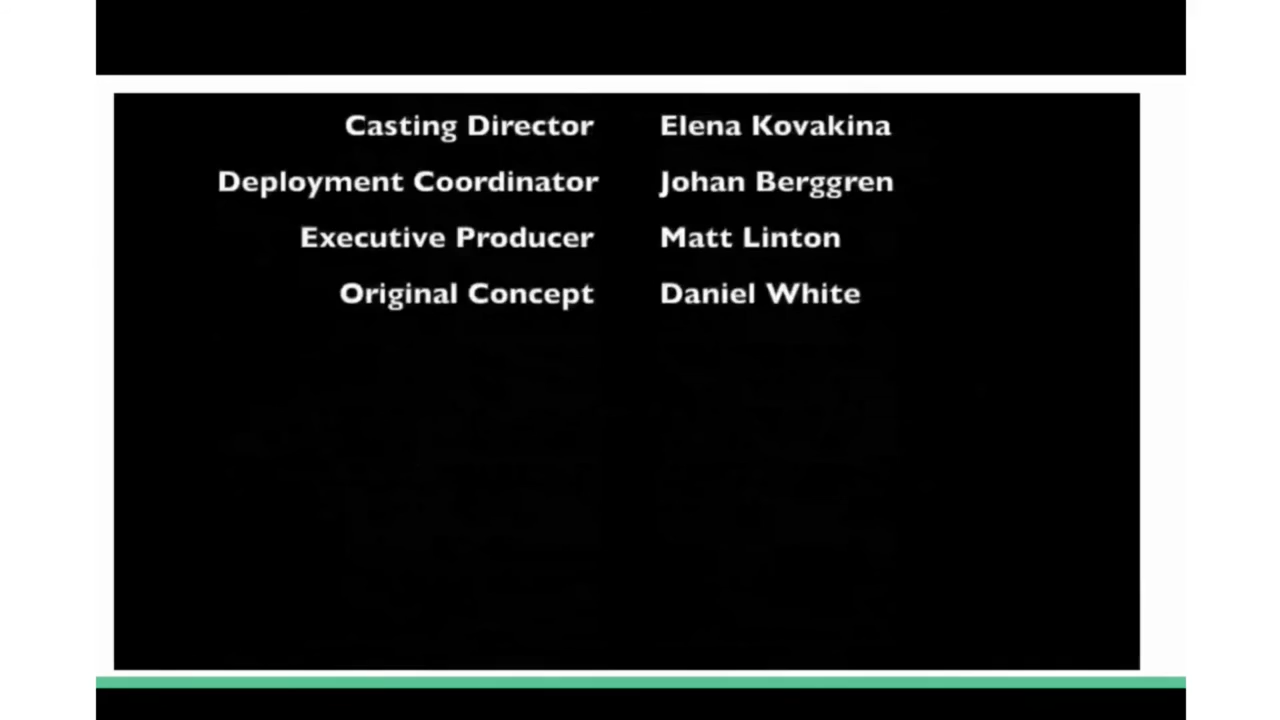 Casting Director Elena Kovakina
Deployment Coordinator Johan Berggren
Executive Producer Matt Linton
Original Concept Daniel White